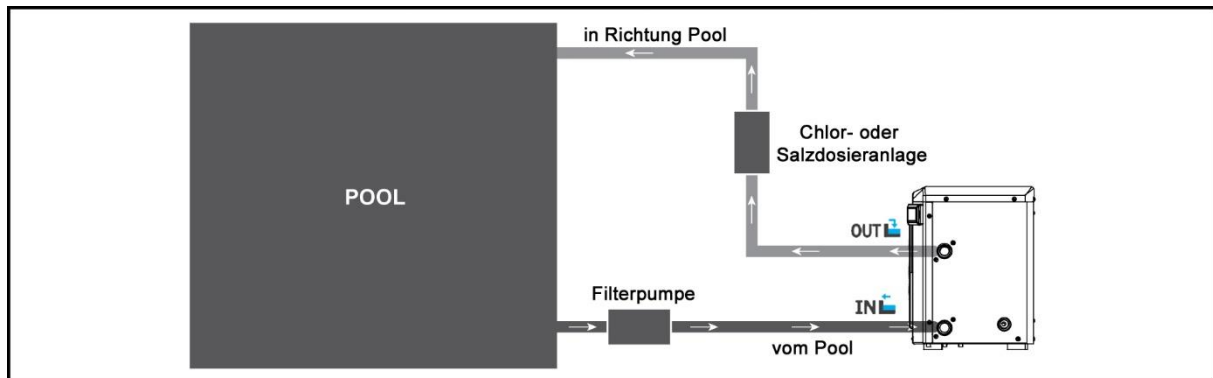 in Richtung Pool
Chlor- oder
Salzdosieranlage
POOL
OUT
Filterpumpe
IN
vom Pool